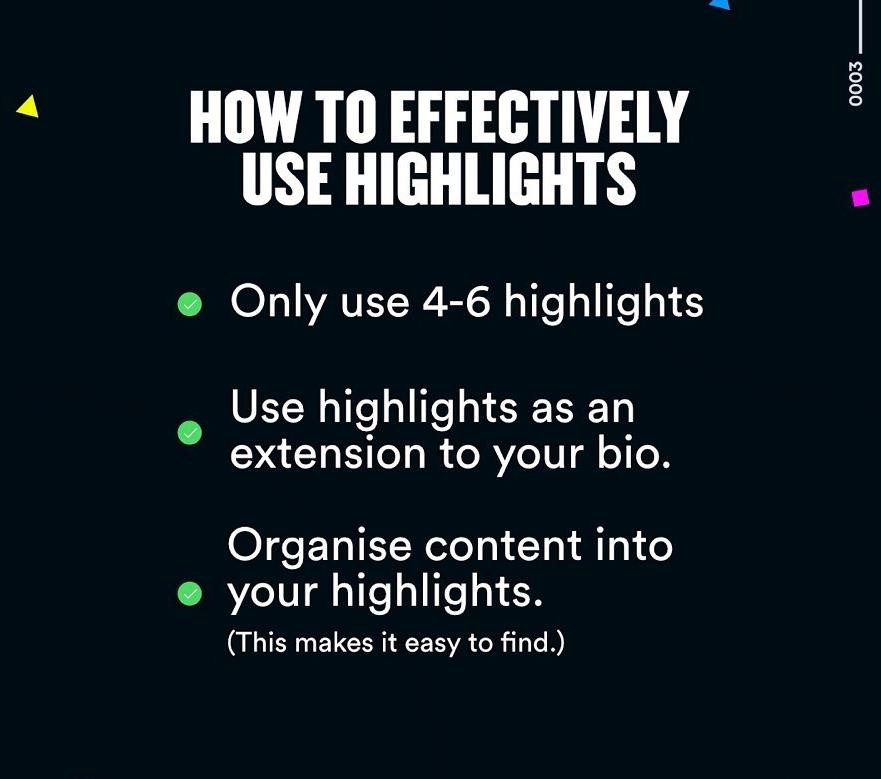 0003
HOW TO EFFECTIVELY
USE HIGHLIGHTS
Only use 4-6 highlights
Use highlights as an
extension to your bio.
Organise content into
your highlights.
(This makes it easy to find.)